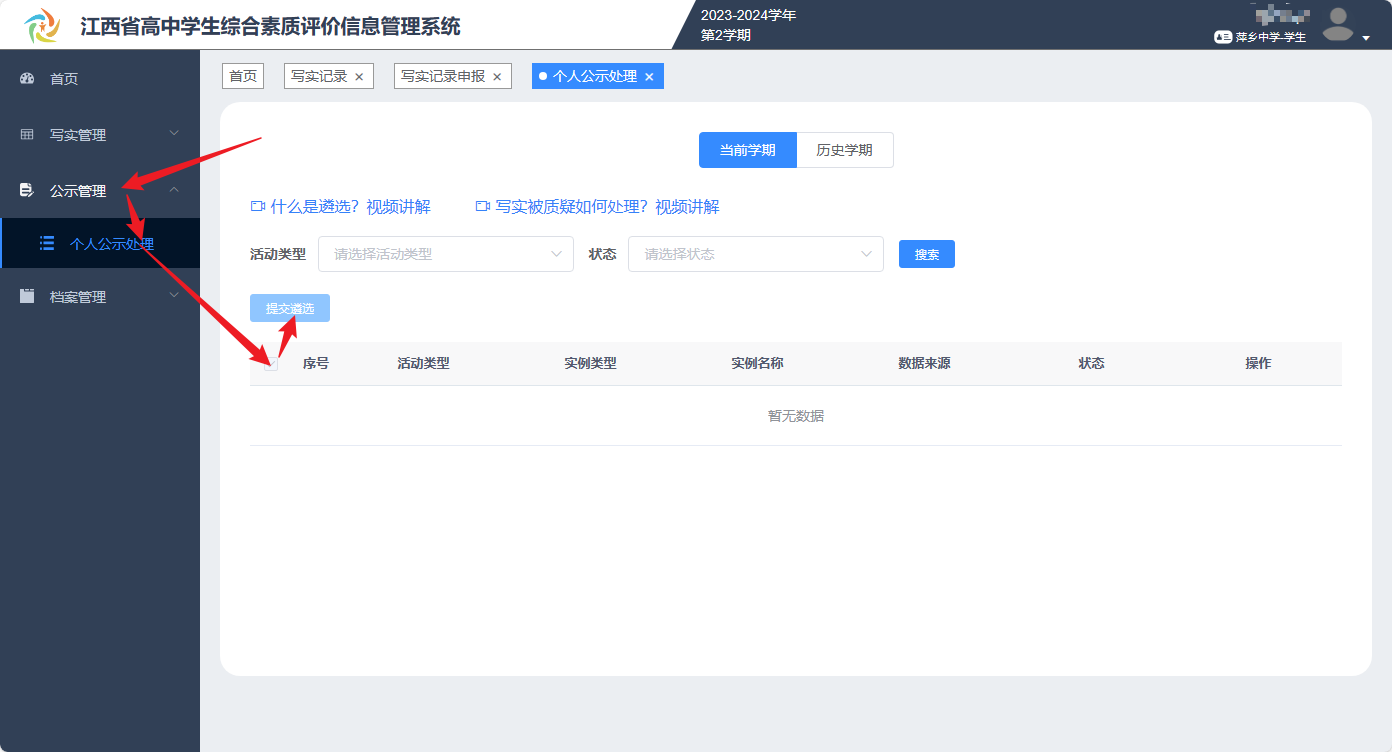 江西省高中学生综合素质评价信息管理系统
2023-2024学年
第2学期
萍乡中学-学生
首页
写实管理
公示管理
个人公示处理
档案管理
首页 写实记录 写实记录申报 个人公示处理
当前学期 历史学期
什么是遴选？视频讲解 写实被质疑如何处理？视频讲解
活动类型 请选择活动类型 状态 请选择状态 搜索
提交遴选
序号 活动类型 实例类型 实例名称 数据来源 状态 操作
暂无数据